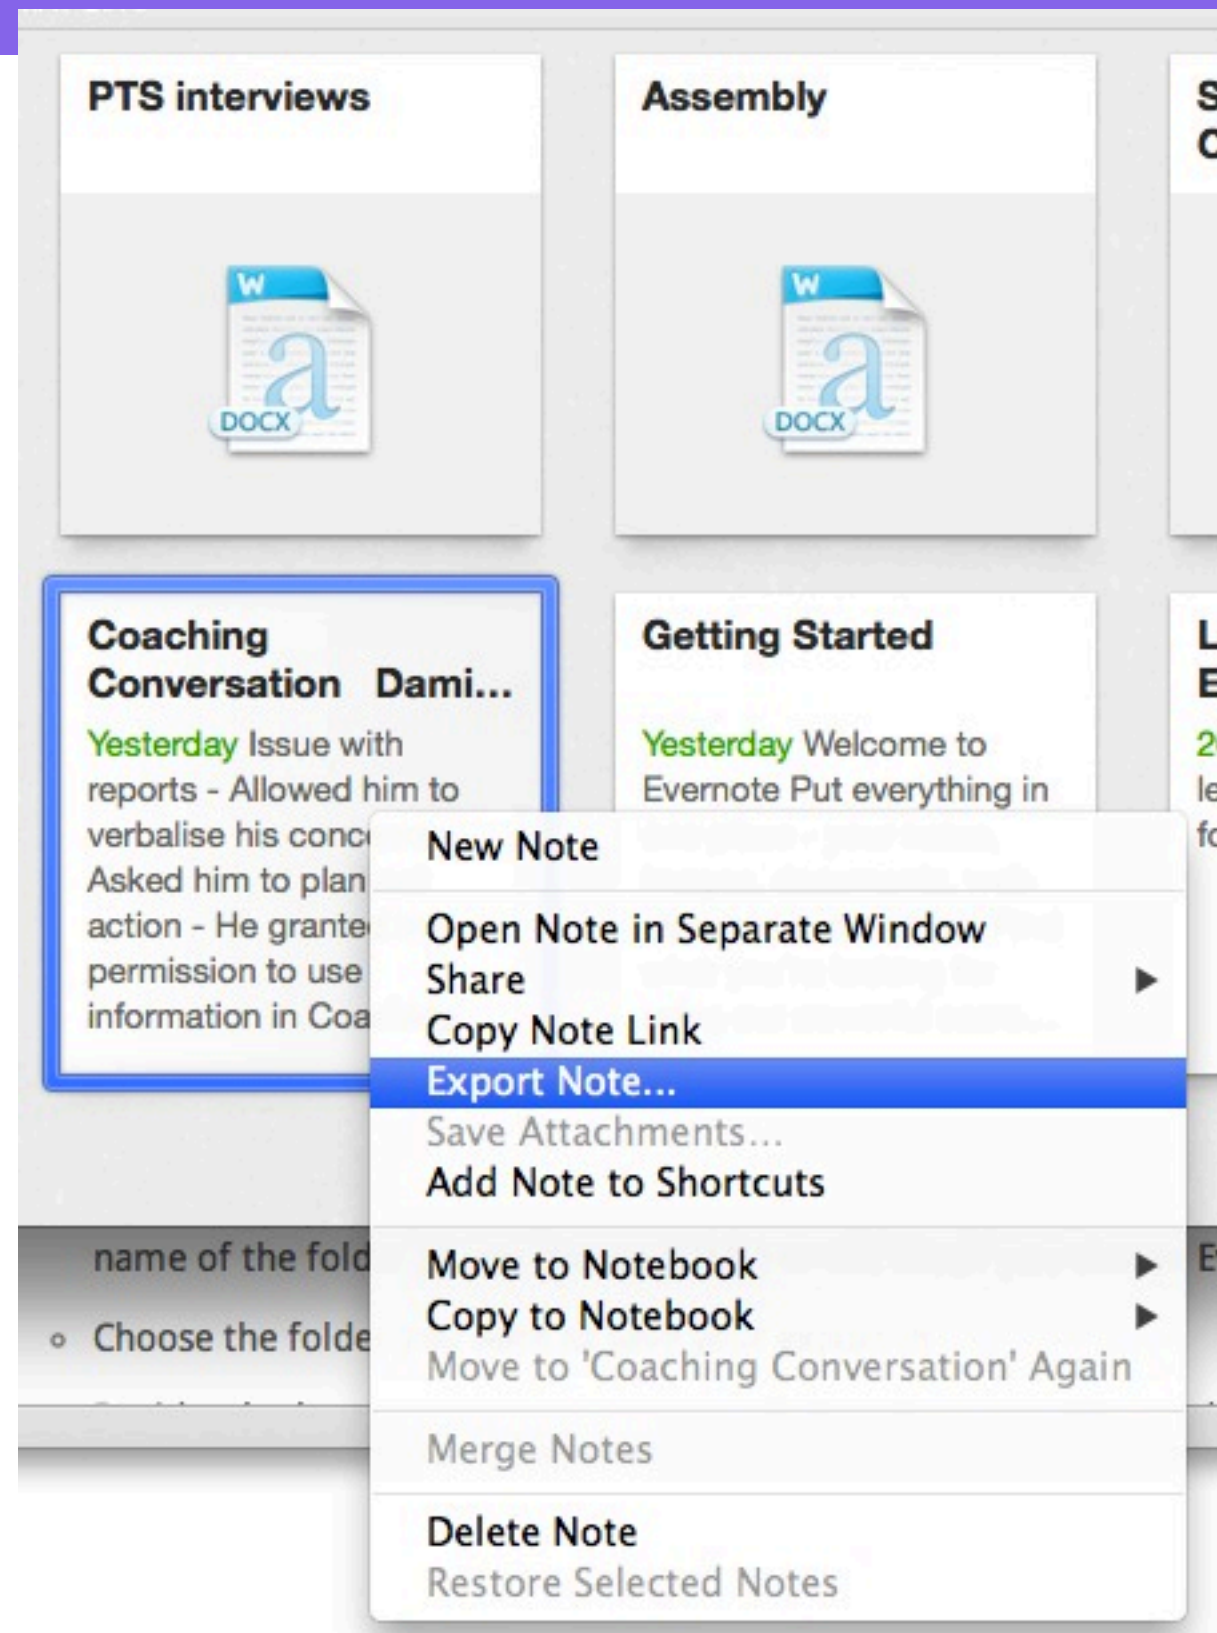 PTS interviews
Assembly
S
C
W
DOCX
W
DOCX
Coaching
Conversation Dami...
Yesterday Issue with
reports - Allowed him to
verbalise his conc
Asked him to plan
action - He grante
permission to use
information in Coa
Getting Started
Yesterday Welcome to
Evernote Put everything in
L
E
2
le
fo
New Note
Open Note in Separate Window
Share
Copy Note Link
Export Note...
Save Attachments...
Add Note to Shortcuts
Move to Notebook
Copy to Notebook
Move to 'Coaching Conversation' Again
Merge Notes
Delete Note
Restore Selected Notes
name of the fold
Choose the folde